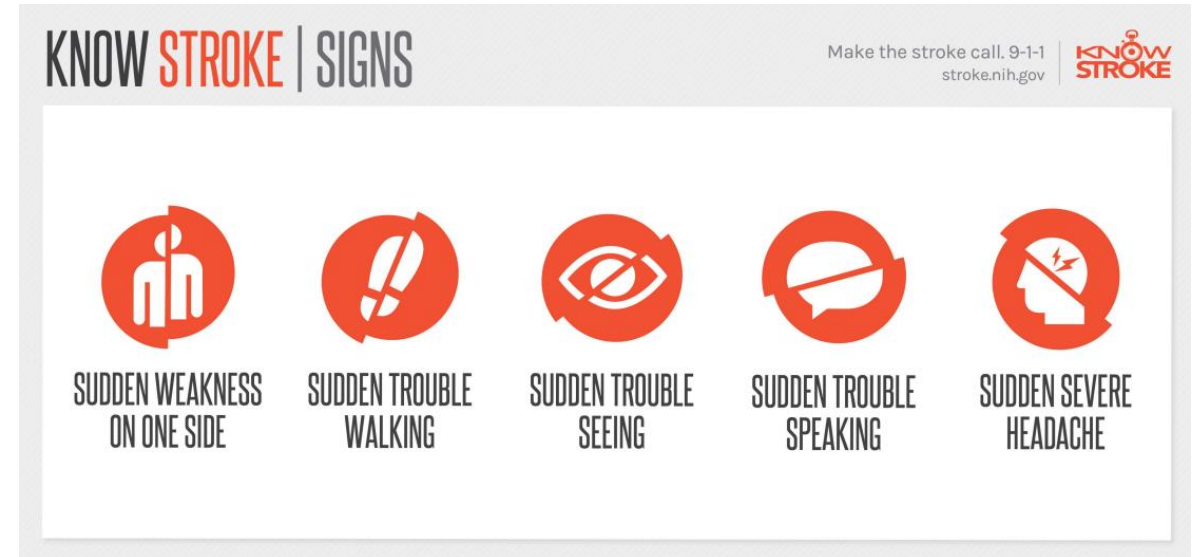 KNOW STROKE | SIGNS
Make the stroke call. 9-1-1
stroke.nih.gov
KNOW
STROKE
SUDDEN WEAKNESS
ON ONE SIDE
SUDDEN TROUBLE
WALKING
SUDDEN TROUBLE
SEEING
SUDDEN TROUBLE
SPEAKING
SUDDEN SEVERE
HEADACHE